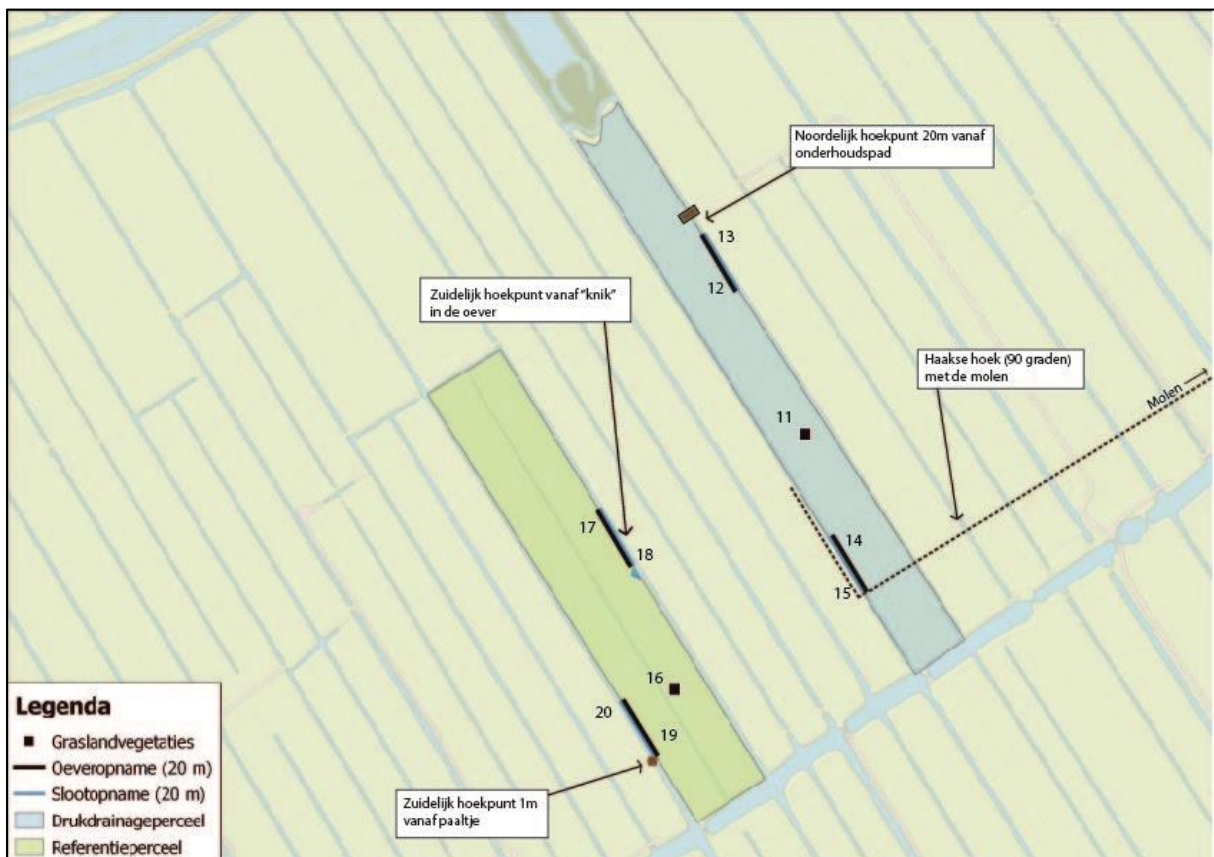 Noordelijk hoekpunt 20m vanaf
onderhoudspad
13
12
Zuidelijk hoekpunt vanaf "knik"
in de oever
Haakse hoek (90 graden)
met de molen
Molen
11
17
18
14
15
16
20
19
Zuidelijk hoekpunt 1m
vanaf paaltje
Legenda
Graslandvegetaties
Oeveropname (20 m)
Slootopname (20 m)
Drukdrainageperceel
Referentieperceel